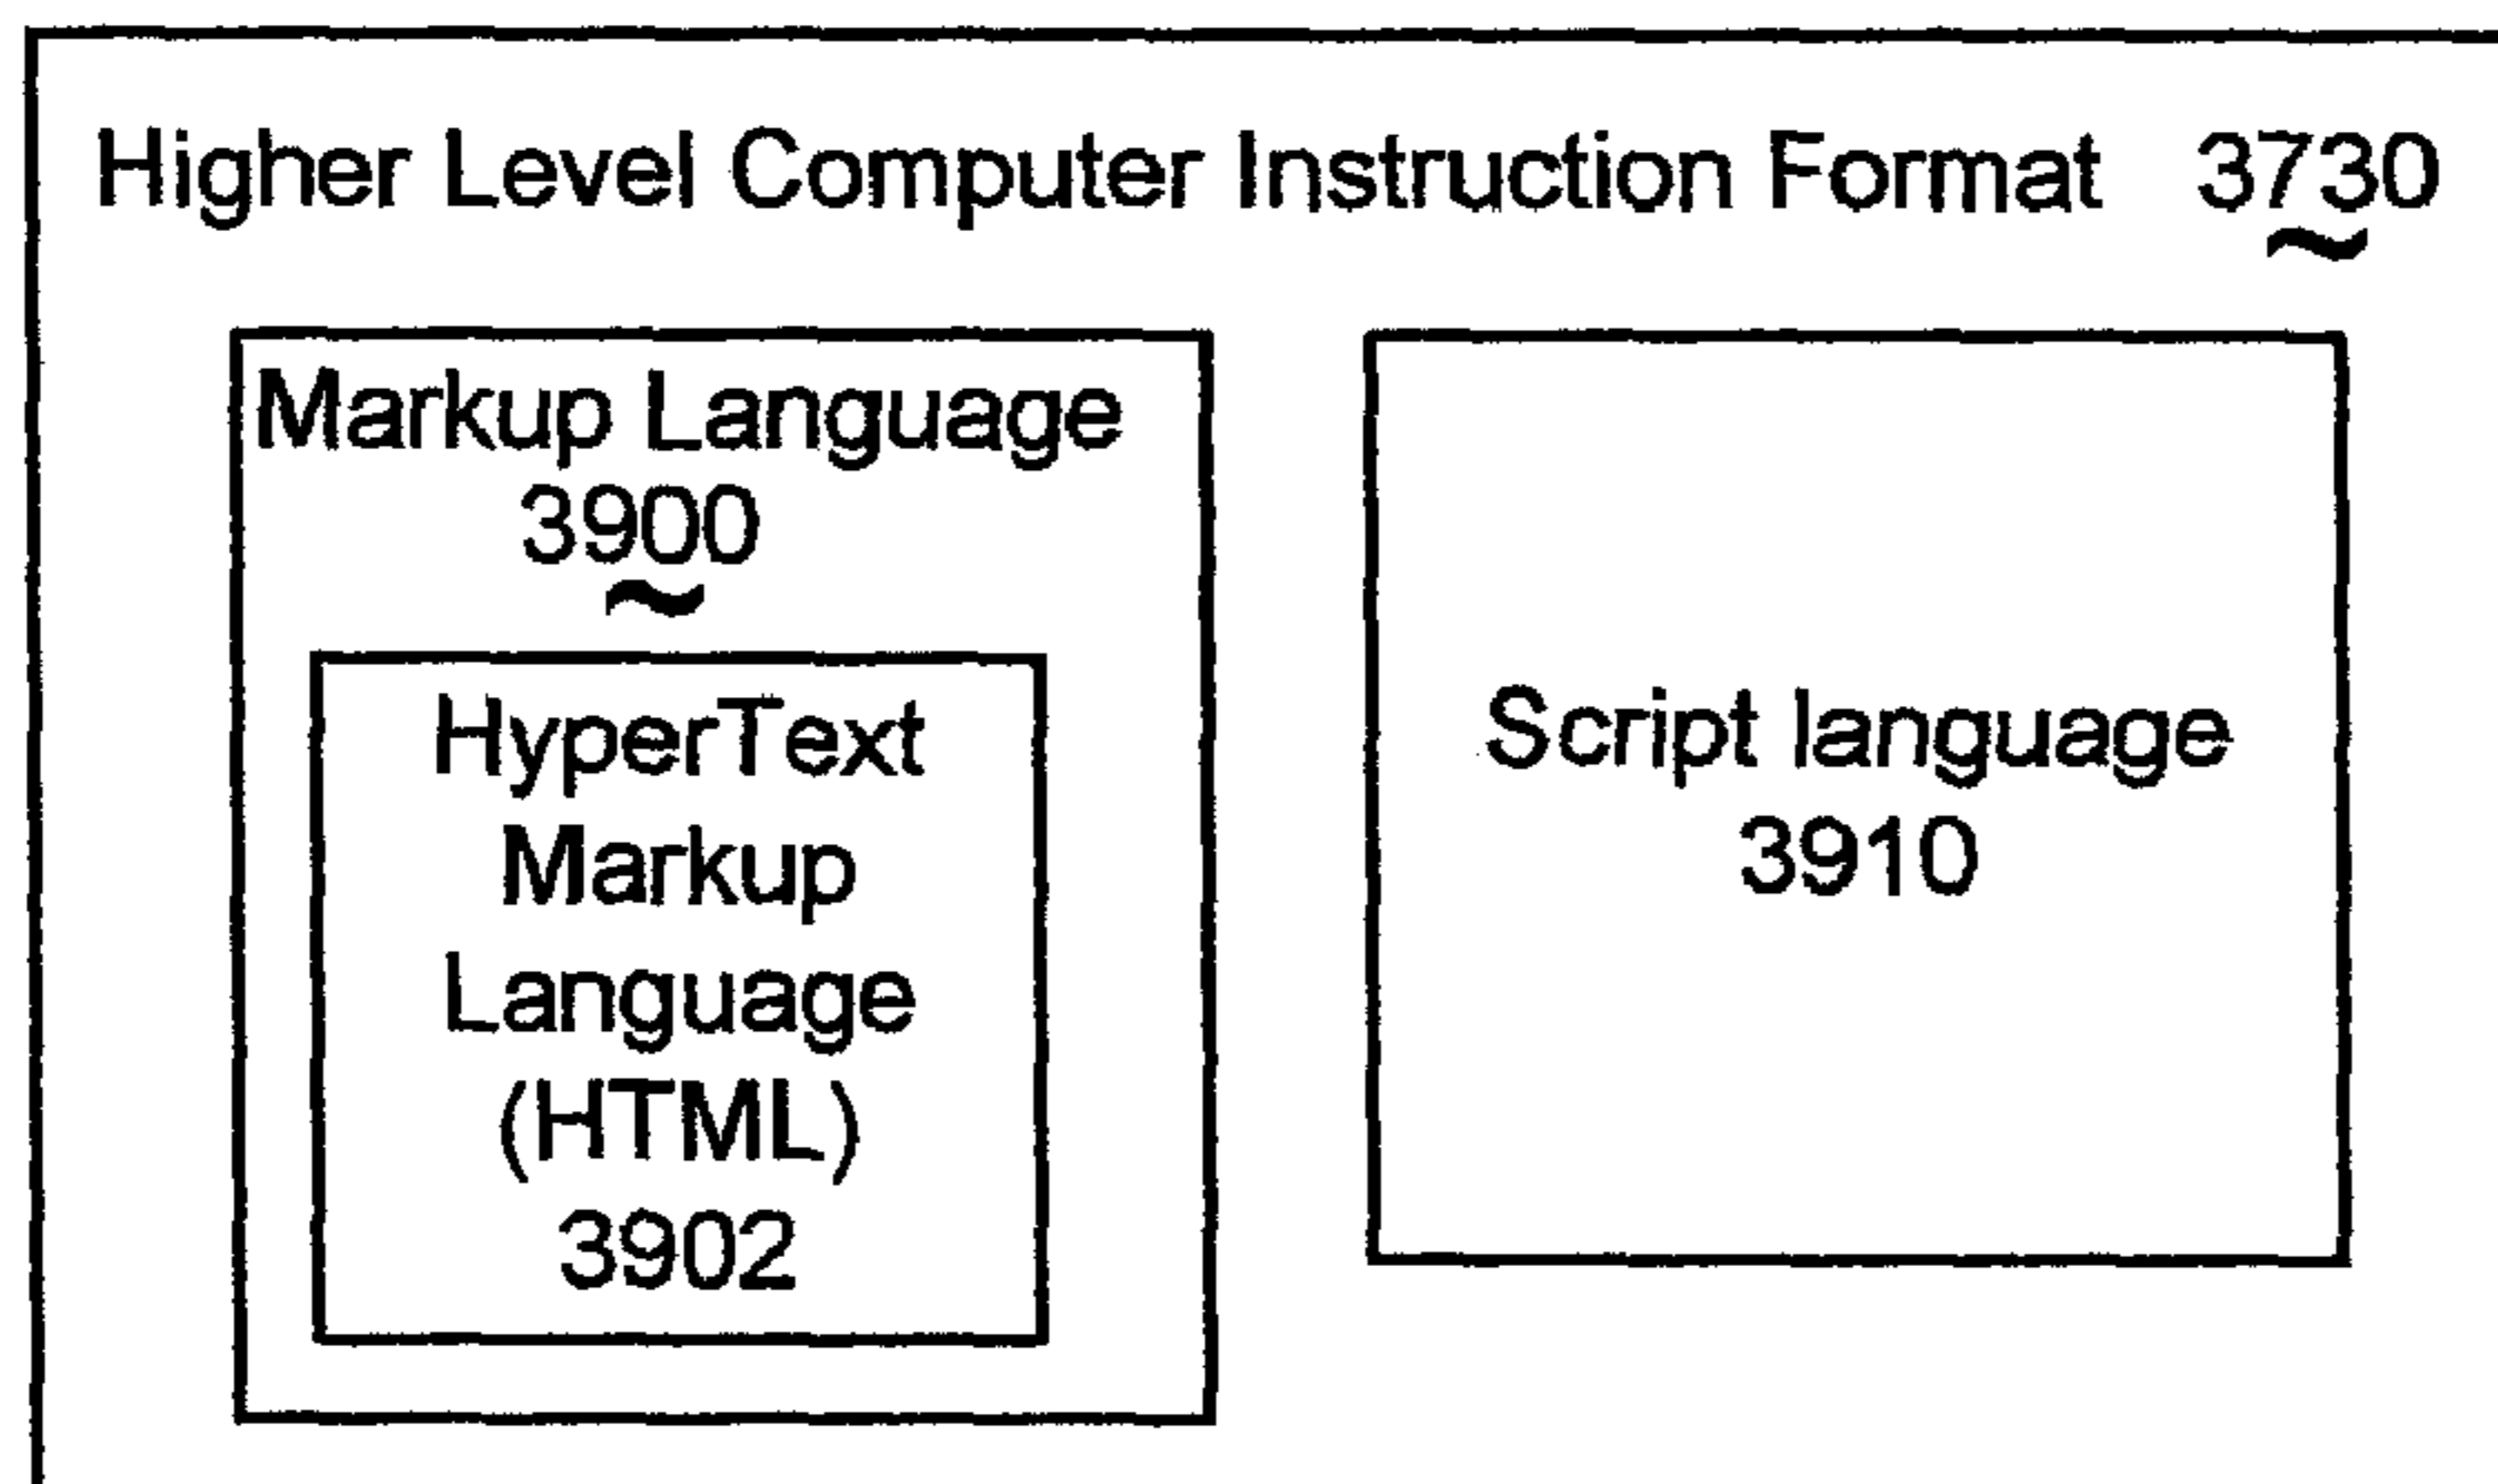 Higher Level Computer Instruction Format 3730
Markup Language
3900
HyperText
Markup
Language
(HTML)
3902
Script language
3910